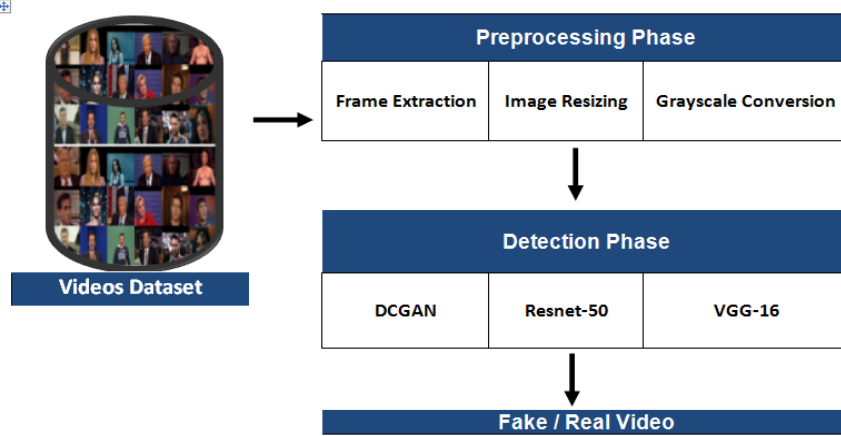 Preprocessing Phase
Frame Extraction
Image Resizing
Grayscale Conversion
Videos Dataset
Detection Phase
DCGAN
Resnet-50
VGG-16
Fake / Real Video